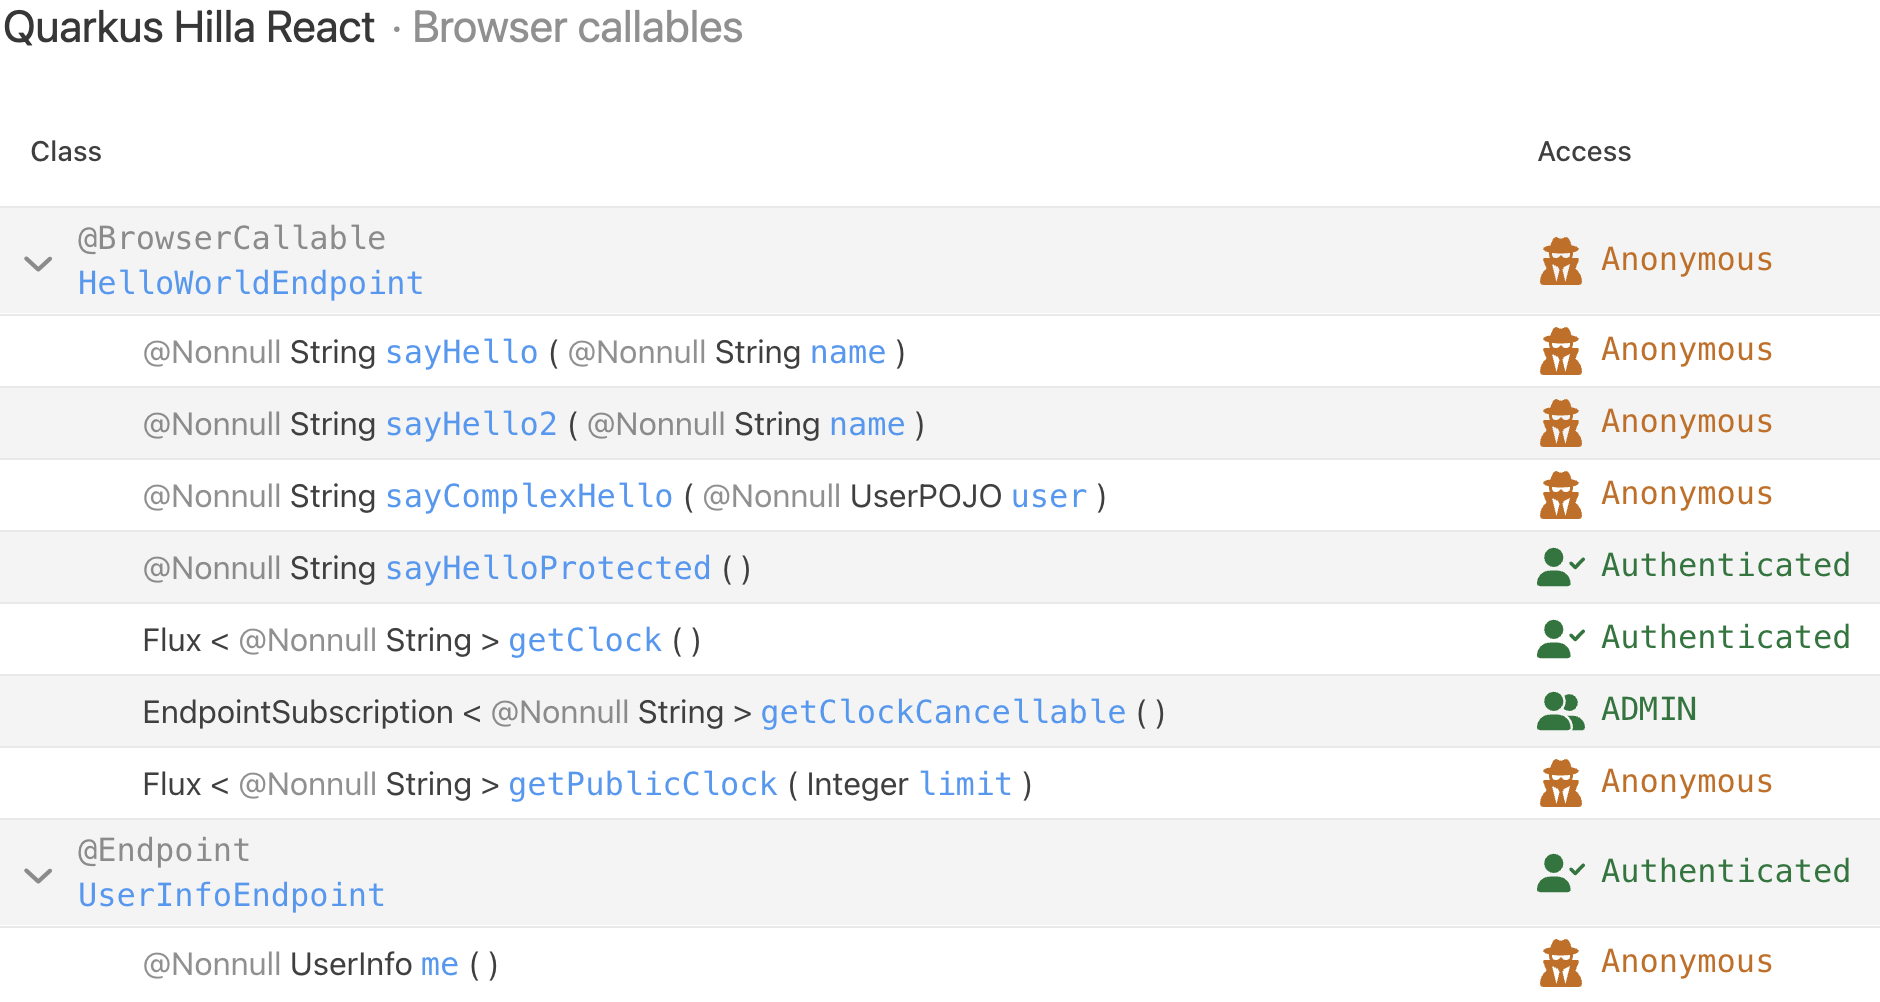 Quarkus Hilla React · Browser callables
Class Access
@BrowserCallable
HelloWorldEndpoint Anonymous
@Nonnull String sayHello ( @Nonnull String name ) Anonymous
@Nonnull String sayHello2 ( @Nonnull String name ) Anonymous
@Nonnull String sayComplexHello ( @Nonnull UserPOJO user ) Anonymous
@Nonnull String sayHelloProtected () Authenticated
Flux < @Nonnull String > getClock () Authenticated
EndpointSubscription < @Nonnull String > getClockCancellable () ADMIN
Flux < @Nonnull String > getPublicClock ( Integer limit ) Anonymous
@Endpoint
UserInfoEndpoint Authenticated
@Nonnull UserInfo me () Anonymous